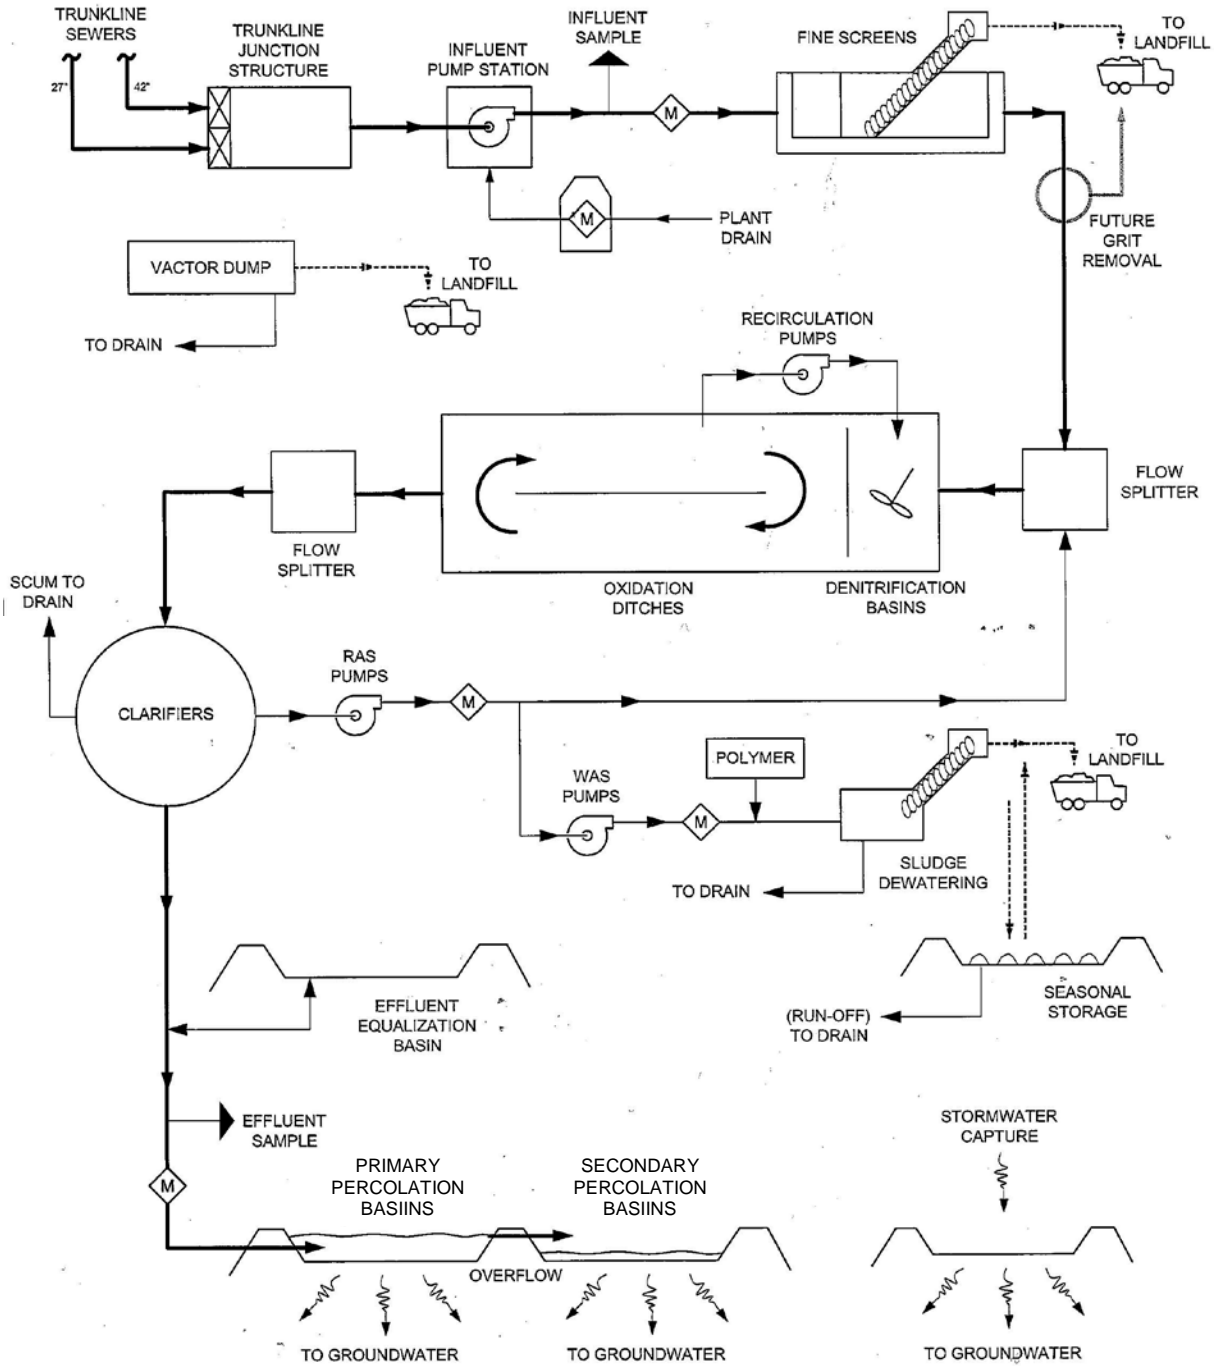 TRUNKLINE
SEWERS
27"
42"
TRUNKLINE
JUNCTION
STRUCTURE
INFLUENT
PUMP STATION
INFLUENT
SAMPLE
M
FINE SCREENS
TO
LANDFILL
M
PLANT
DRAIN
FUTURE
GRIT
REMOVAL
VACTOR DUMP
TO
LANDFILL
TO DRAIN
RECIRCULATION
PUMPS
FLOW
SPLITTER
FLOW
SPLITTER
OXIDATION
DITCHES
DENITRIFICATION
BASINS
SCUM TO
DRAIN
CLARIFIERS
RAS
PUMPS
M
WAS
PUMPS
M
POLYMER
TO
LANDFILL
SLUDGE
DEWATERING
TO DRAIN
EFFLUENT
EQUALIZATION
BASIN
SEASONAL
STORAGE
(RUN-OFF)
TO DRAIN
EFFLUENT
SAMPLE
M
PRIMARY
PERCOLATION
BASIINS
SECONDARY
PERCOLATION
BASIINS
STORMWATER
CAPTURE
OVERFLOW
TO GROUNDWATER
TO GROUNDWATER
TO GROUNDWATER